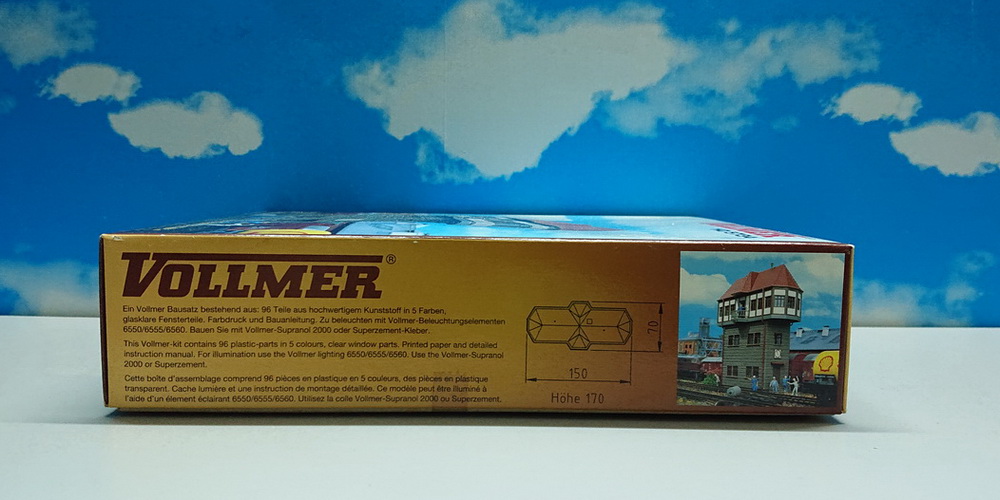 VOLLMER®
Ein Vollmer Bausatz bestehend aus: 96 Teile aus hochwertigem Kunststoff in 5 Farben,
glasklare Fensterteile. Farbdruck und Bauanleitung. Zu beleuchten mit Vollmer-Beleuchtungselementen
6550/6555/6560. Bauen Sie mit Vollmer-Supranol 2000 oder Superzement-Kleber.
This Vollmer-kit contains 96 plastic-parts in 5 colours, clear window parts. Printed paper and detailed
instruction manual. For illumination use the Vollmer lighting 6550/6555/6560. Use the Vollmer-Supranol
2000 or Superzement.
Cette boîte d'assemblage comprend 96 pièces en plastique en 5 couleurs, des pièces en plastique
transparent. Cache lumière et une instruction de montage détaillée. Ce modèle peut être illuminé à
l'aide d'un élement éclairant 6550/6555/6560. Utilisez la colle Vollmer-Supranol 2000 ou Superzement.
70
150
Höhe 170
SHELL